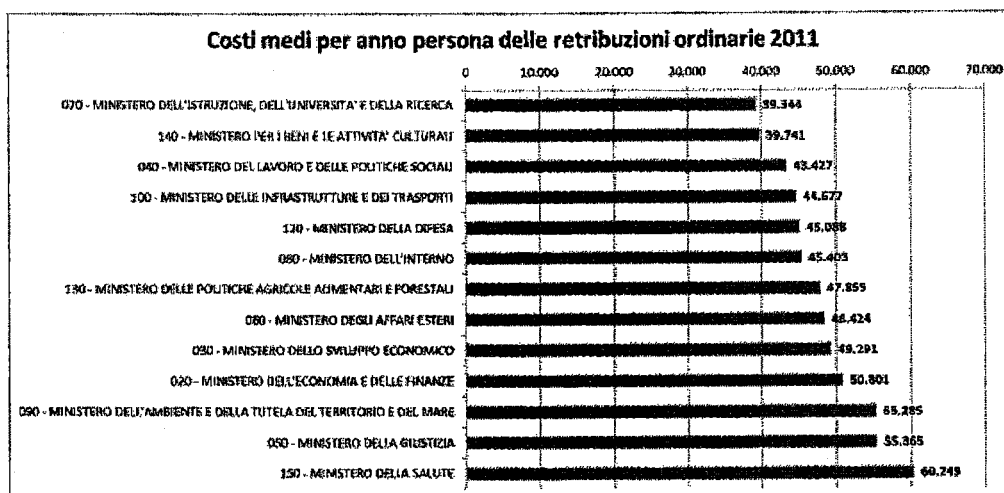 Costi medi per anno persona delle retribuzioni ordinarie 2011
0 10.000 20.000 30.000 40.000 50.000 60.000 70.000
070 - MINISTERO DELL'ISTRUZIONE, DELL'UNIVERSITA' E DELLA RICERCA 39.344
140 - MINISTERO PER I BENI E LE ATTIVITA' CULTURALI 39.741
040 - MINISTERO DEL LAVORO E DELLE POLITICHE SOCIALI 43.427
100 - MINISTERO DELLE INFRASTRUTTURE E DEI TRASPORTI 44.677
120 - MINISTERO DELLA DIFESA 45.088
080 - MINISTERO DELL'INTERNO 45.403
130 - MINISTERO DELLE POLITICHE AGRICOLE ALIMENTARI E FORESTALI 47.855
060 - MINISTERO DEGLI AFFARI ESTERI 48.424
030 - MINISTERO DELLO SVILUPPO ECONOMICO 49.291
020 - MINISTERO DELL'ECONOMIA E DELLE FINANZE 50.801
090 - MINISTERO DELL'AMBIENTE E DELLA TUTELA DEL TERRITORIO E DEL MARE 55.285
050 - MINISTERO DELLA GIUSTIZIA 55.365
150 - MINISTERO DELLA SALUTE 60.249